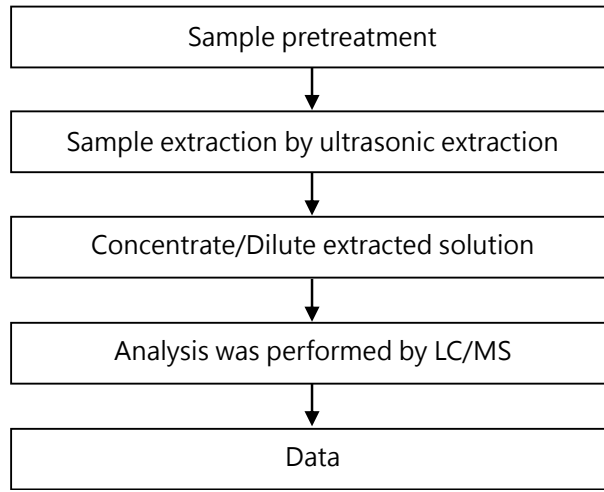 Sample pretreatment
Sample extraction by ultrasonic extraction
Concentrate/Dilute extracted solution
Analysis was performed by LC/MS
Data